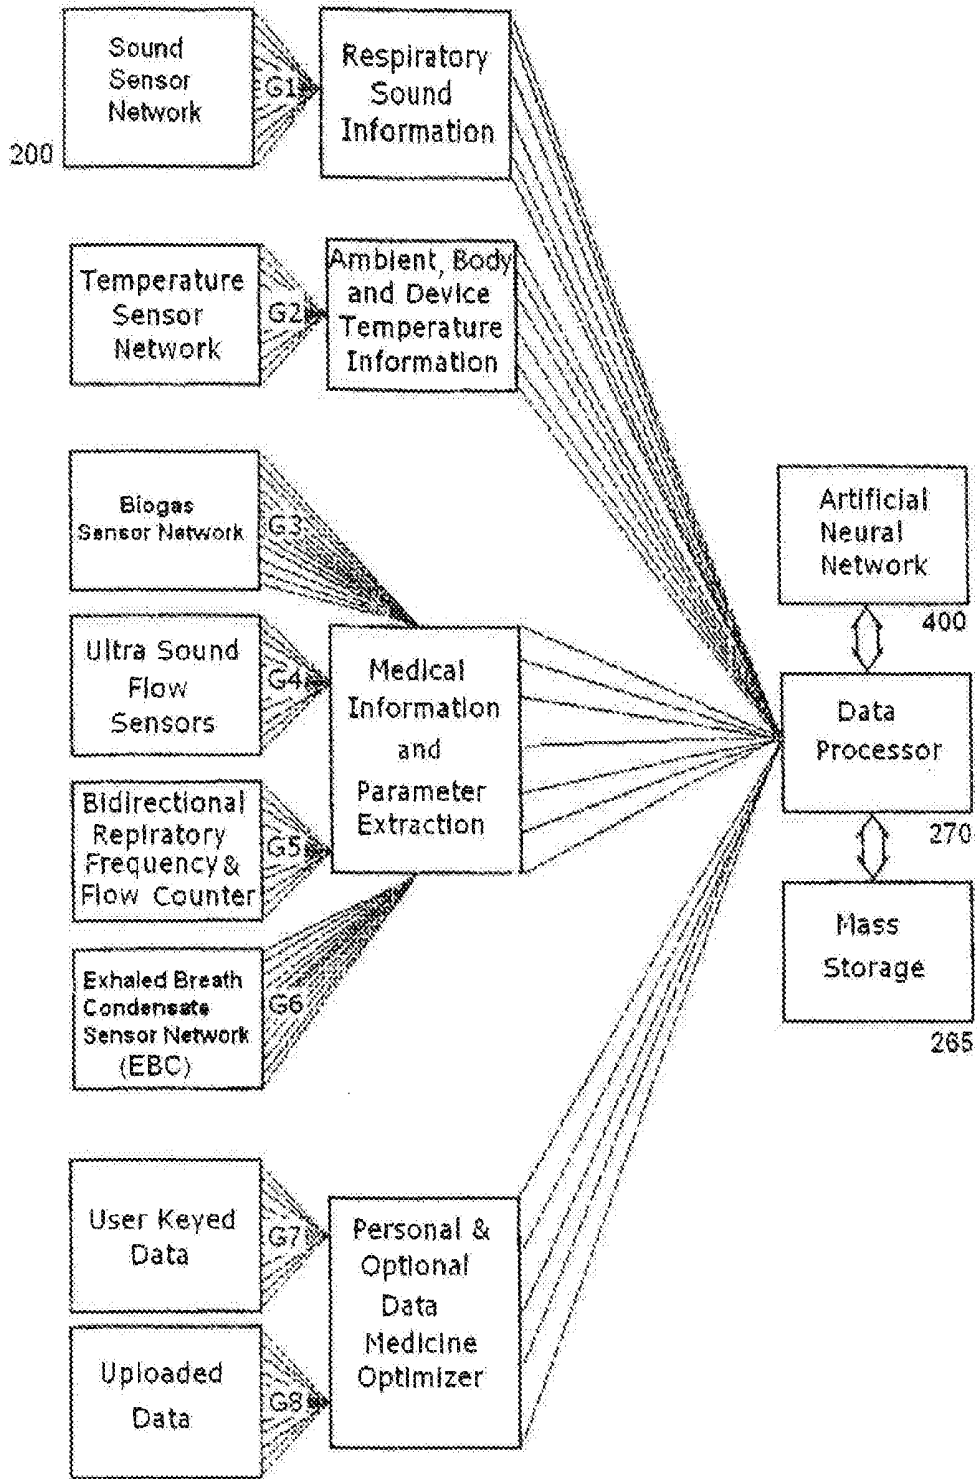 Sound
Sensor
Network
G1
Respiratory
Sound
Information
200
Temperature
Sensor
Network
G2
Ambient, Body
and Device
Temperature
Information
Biogas
Sensor Network
G3
Ultra Sound
Flow
Sensors
G4
Medical
Information
and
Parameter
Extraction
Bidirectional
Repiratory
Frequency &
Flow Counter
G5
Exhaled Breath
Condensate
Sensor Network
(EBC)
G6
Artificial
Neural
Network
400
Data
Processor
270
Mass
Storage
265
User Keyed
Data
G7
Uploaded
Data
G8
Personal &
Optional
Data
Medicine
Optimizer